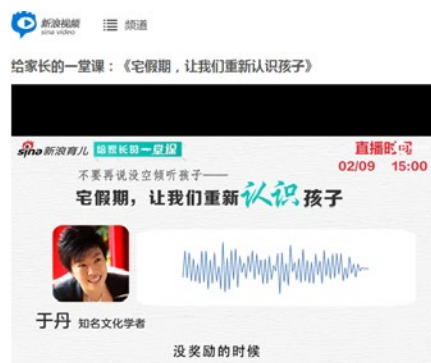 新浪视频
sina video
频道
给家长的一堂课：《宅假期，让我们重新认识孩子》
sina新浪育儿 给家长的一堂课
直播时间
02/09 15:00
不要再说没空倾听孩子——
宅假期，让我们重新认识孩子
于丹 知名文化学者
没奖励的时候